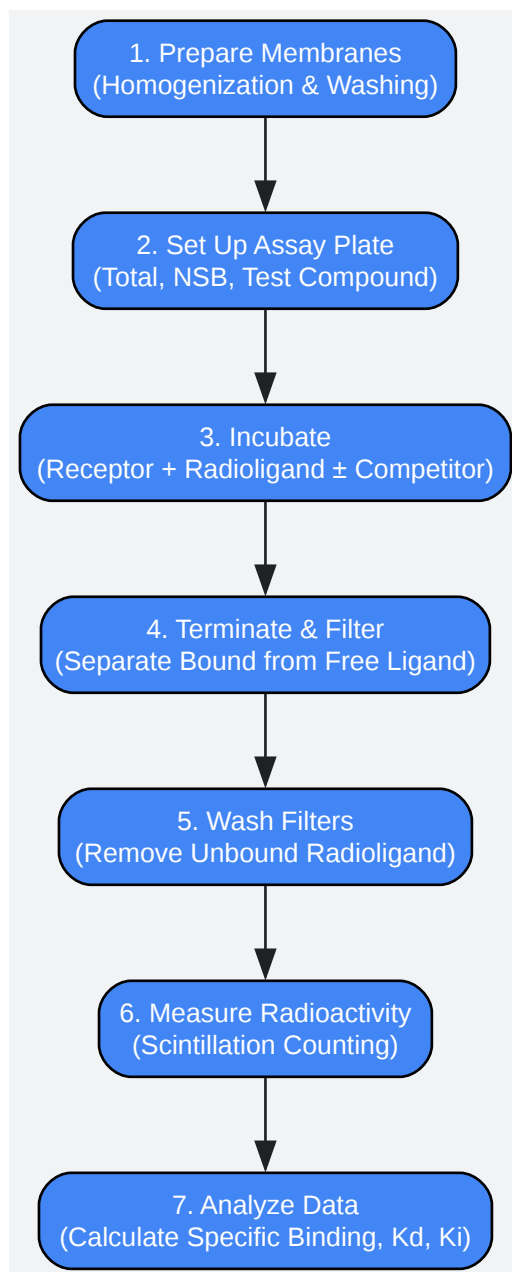 1. Prepare Membranes
(Homogenization & Washing)
2. Set Up Assay Plate
(Total, NSB, Test Compound)
3. Incubate
(Receptor + Radioligand ± Competitor)
4. Terminate & Filter
(Separate Bound from Free Ligand)
5. Wash Filters
(Remove Unbound Radioligand)
6. Measure Radioactivity
(Scintillation Counting)
7. Analyze Data
(Calculate Specific Binding, Kd, Ki)